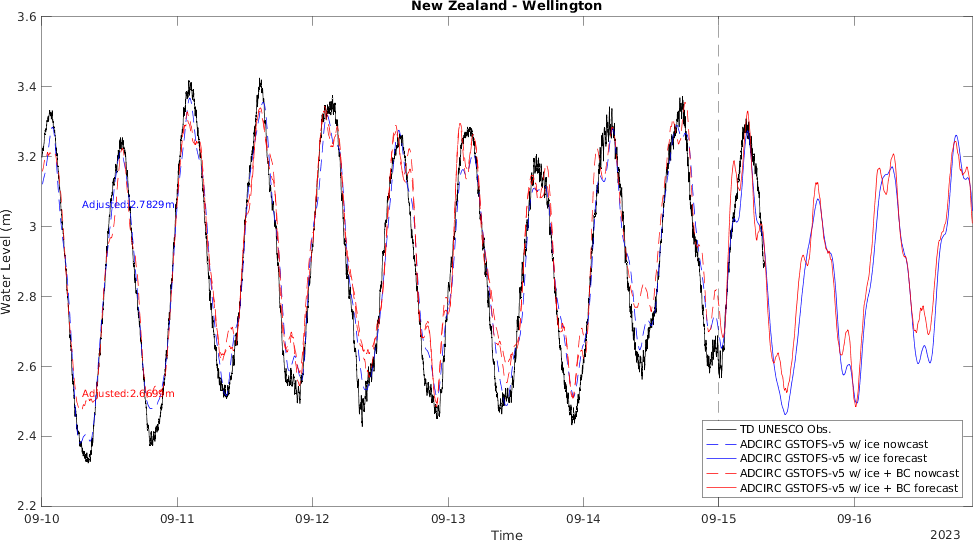 New Zealand - Wellington
3.6
3.4
3.2
3
2.8
2.6
2.4
2.2
Water Level (m)
Adjusted:2.7829m
Adjusted:2.6699m
TD UNESCO Obs.
ADCIRC GSTOFS-v5 w/ ice nowcast
ADCIRC GSTOFS-v5 w/ ice forecast
ADCIRC GSTOFS-v5 w/ ice + BC nowcast
ADCIRC GSTOFS-v5 w/ ice + BC forecast
09-10 09-11 09-12 09-13 09-14 09-15 09-16
Time
2023